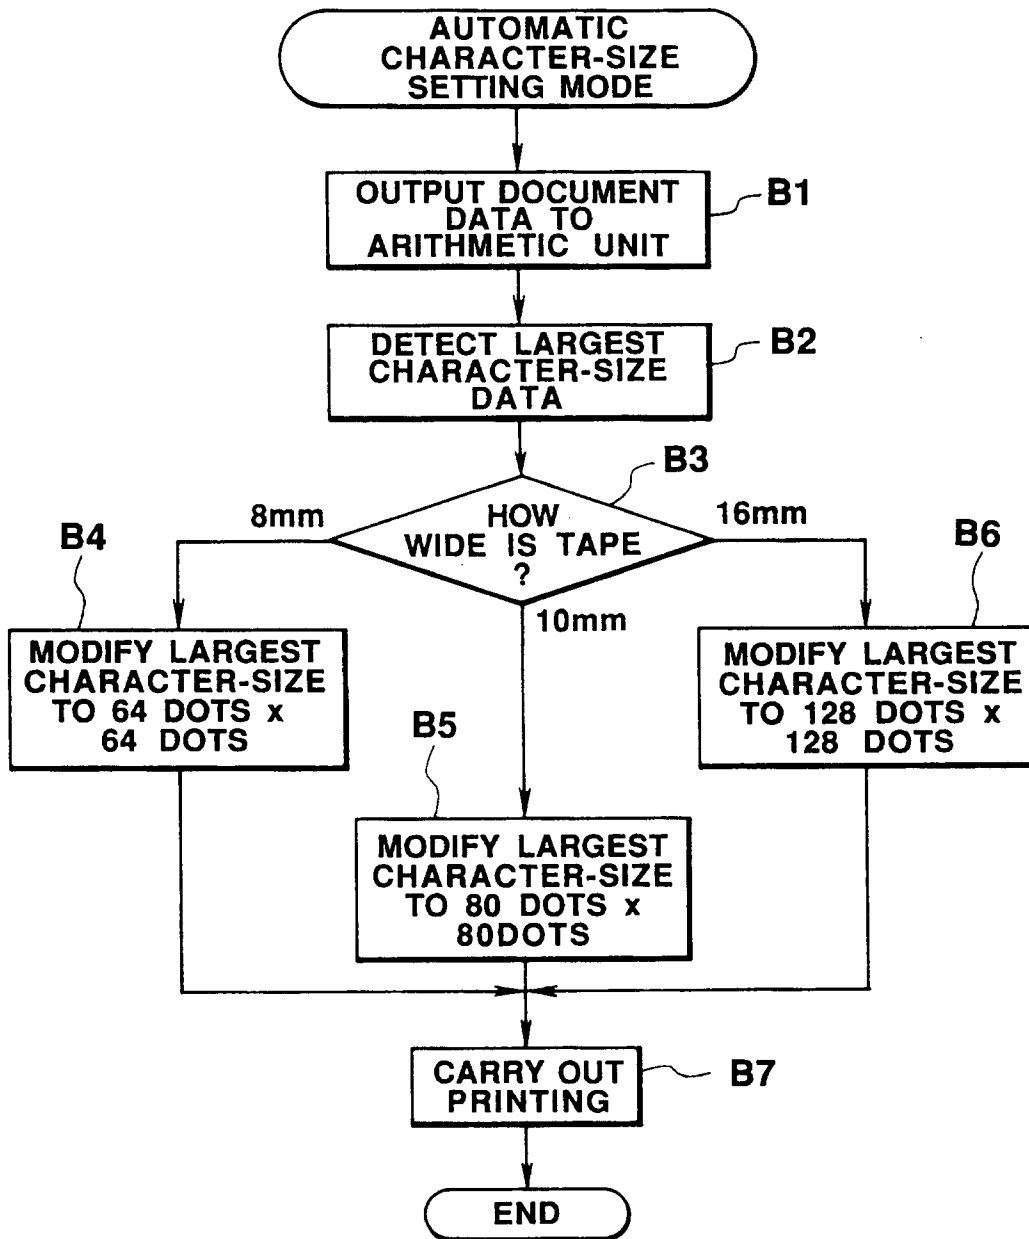 AUTOMATIC
CHARACTER-SIZE
SETTING MODE
OUTPUT DOCUMENT
DATA TO
ARITHMETIC UNIT
B1
DETECT LARGEST
CHARACTER-SIZE
DATA
B2
HOW
WIDE IS TAPE
?
B3
8mm
10mm
16mm
B4
MODIFY LARGEST
CHARACTER-SIZE
TO 64 DOTS x
64 DOTS
B5
MODIFY LARGEST
CHARACTER-SIZE
TO 80 DOTS x
80DOTS
B6
MODIFY LARGEST
CHARACTER-SIZE
TO 128 DOTS x
128 DOTS
CARRY OUT
PRINTING
B7
END